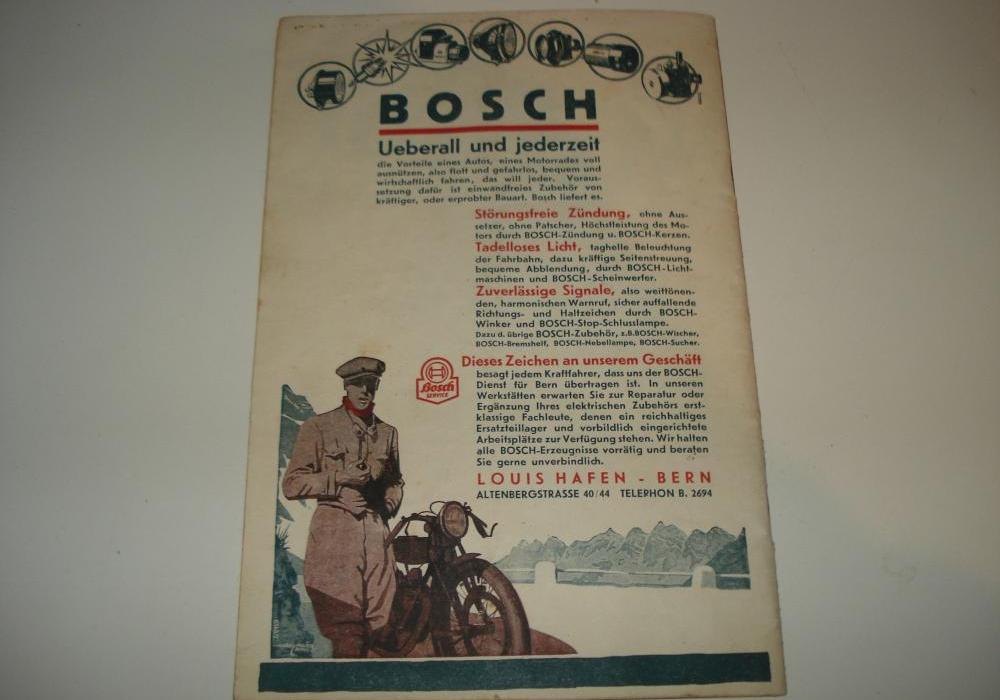 BOSCH
Ueberall und jederzeit
die Vorteile eines Autos, eines Motorrades voll
ausnützen, also flott und gefahrlos, bequem und
wirtschaftlich fahren, das will jeder. Voraus-
setzung dafür ist einwandfreies Zubehör von
kräftiger, oder erprobter Bauart. Bosch liefert es.
Störungsfreie Zündung, ohne Aus-
setzer, ohne Patscher, Höchstleistung des Mo-
tors durch BOSCH-Zündung u. BOSCH-Kerzen.
Tadelloses Licht, taghelle Beleuchtung
der Fahrbahn, dazu kräftige Seitenstreuung,
bequeme Abblendung, durch BOSCH-Licht-
maschinen und BOSCH-Scheinwerfer.
Zuverlässige Signale, also weittönen-
den, harmonischen Warnruf, sicher auffallende
Richtungs- und Haltzeichen durch BOSCH-
Winker und BOSCH-Stop-Schlusslampe.
Dazu d. übrige BOSCH-Zubehör, z.B. BOSCH-Wischer,
BOSCH-Bremshelf, BOSCH-Nebellampe, BOSCH-Sucher.
Dieses Zeichen an unserem Geschäft
besagt jedem Kraftfahrer, dass uns der BOSCH-
Dienst für Bern übertragen ist. In unseren
Werkstätten erwarten Sie zur Reparatur oder
Ergänzung Ihres elektrischen Zubehörs erst-
klassige Fachleute, denen ein reichhaltiges
Ersatzteillager und vorbildlich eingerichtete
Arbeitsplätze zur Verfügung stehen. Wir halten
alle BOSCH-Erzeugnisse vorrätig und beraten
Sie gerne unverbindlich.
Bosch
SERVICE
LOUIS HAFEN - BERN
ALTENBERGSTRASSE 40/44 TELEPHON B. 2694